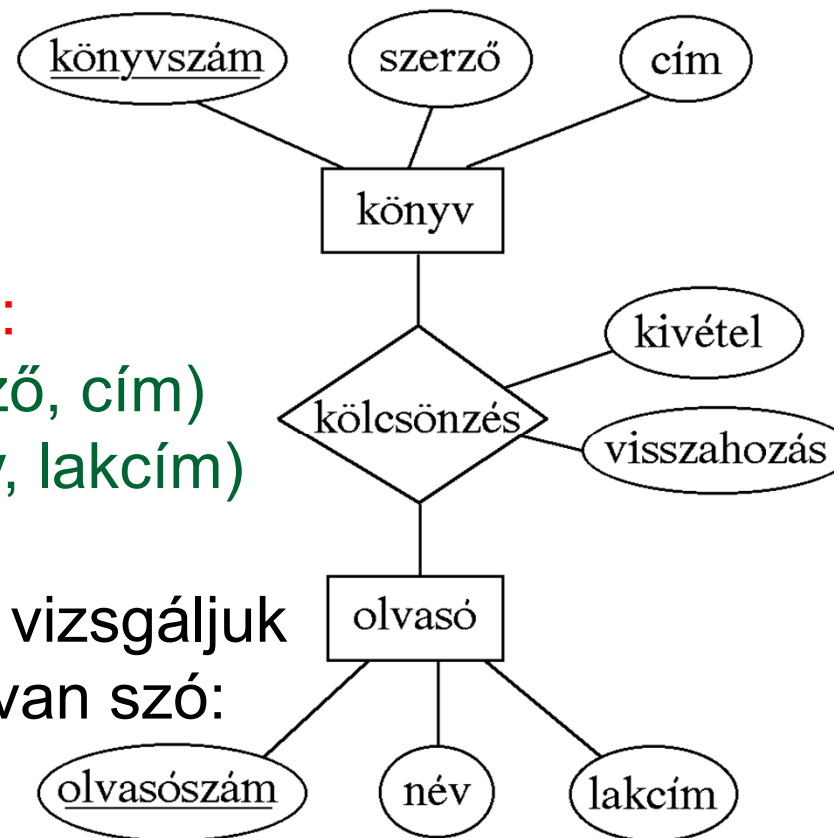 könyvszám szerző cím
könyv
:
ző, cím)
, lakcím)
kivétel
kölcsönzés
visszahozás
vizsgáljuk
van szó:
olvasó
olvasószám név lakcím